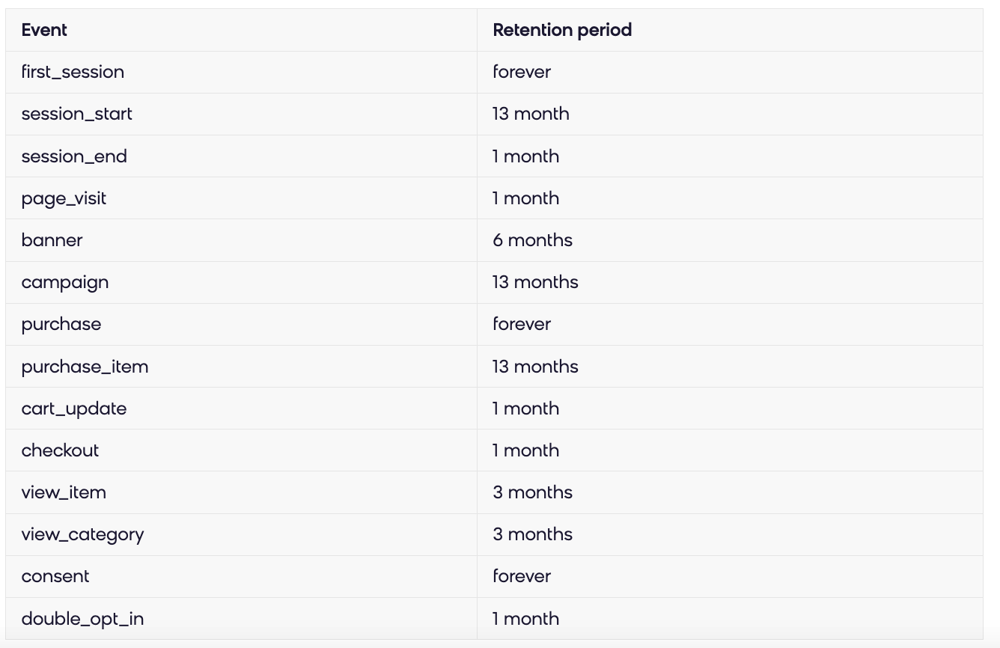 Event Retention period
first_session forever
session_start 13 month
session_end 1 month
page_visit 1 month
banner 6 months
campaign 13 months
purchase forever
purchase_item 13 months
cart_update 1 month
checkout 1 month
view_item 3 months
view_category 3 months
consent forever
double_opt_in 1 month